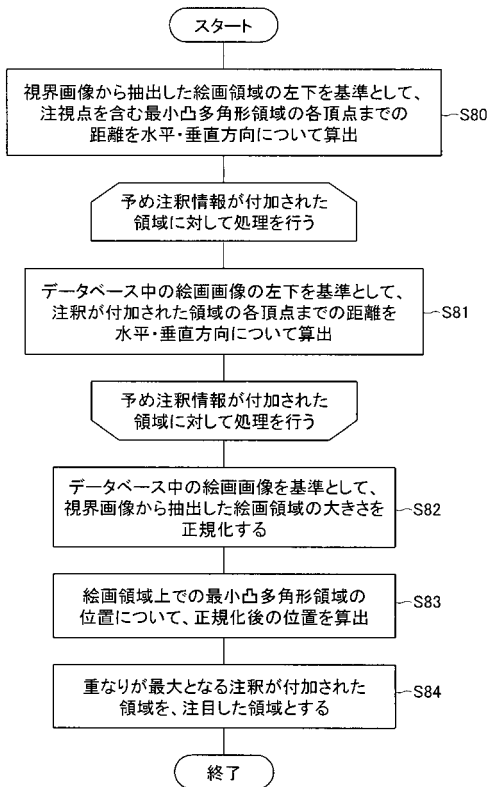 スタート
視界画像から抽出した絵画領域の左下を基準として、
注視点を含む最小凸多角形領域の各頂点までの
距離を水平・垂直方向について算出
S80
予め注釈情報が付加された
領域に対して処理を行う
データベース中の絵画画像の左下を基準として、
注釈が付加された領域の各頂点までの距離を
水平・垂直方向について算出
S81
予め注釈情報が付加された
領域に対して処理を行う
データベース中の絵画画像を基準として、
視界画像から抽出した絵画領域の大きさを
正規化する
S82
絵画領域上での最小凸多角形領域の
位置について、正規化後の位置を算出
S83
重なりが最大となる注釈が付加された
領域を、注目した領域とする
S84
終了